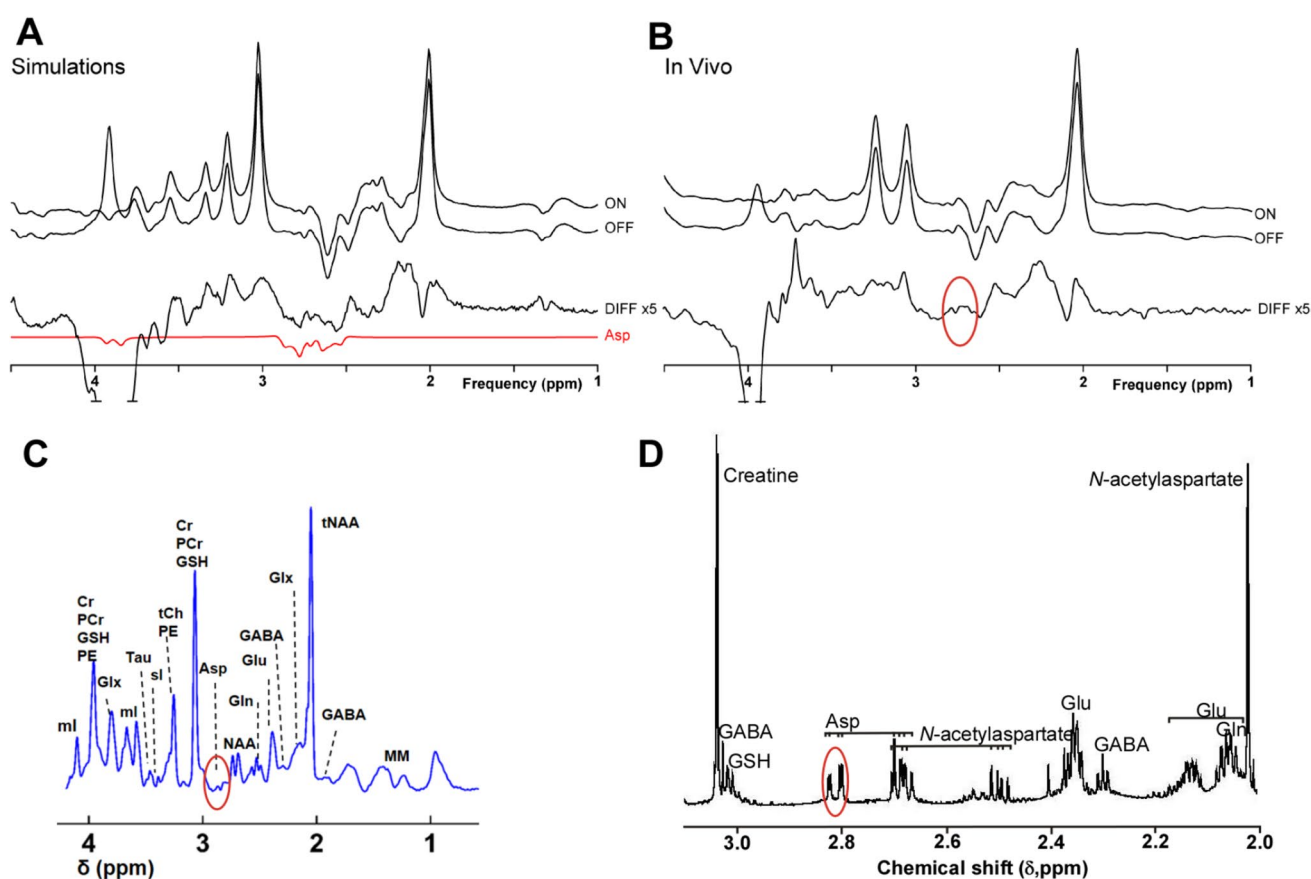 A
Simulations
ON
OFF
DIFF x5
Asp
4
3
2
1
Frequency (ppm)
B
In Vivo
ON
OFF
DIFF x5
4
3
2
1
Frequency (ppm)
C
Cr
PCr
GSH
PE
mI
Glx
Tau
mI
sI
tCh
PE
Cr
PCr
GSH
Asp
NAA
Gln
Glu
GABA
Glx
tNAA
GABA
MM
4
3
2
1
δ (ppm)
D
Creatine
N-acetylaspartate
GABA
GSH
Asp
N-acetylaspartate
Glu
GABA
Glu
Gln
3.0
2.8
2.6
2.4
2.2
2.0
Chemical shift (δ,ppm)